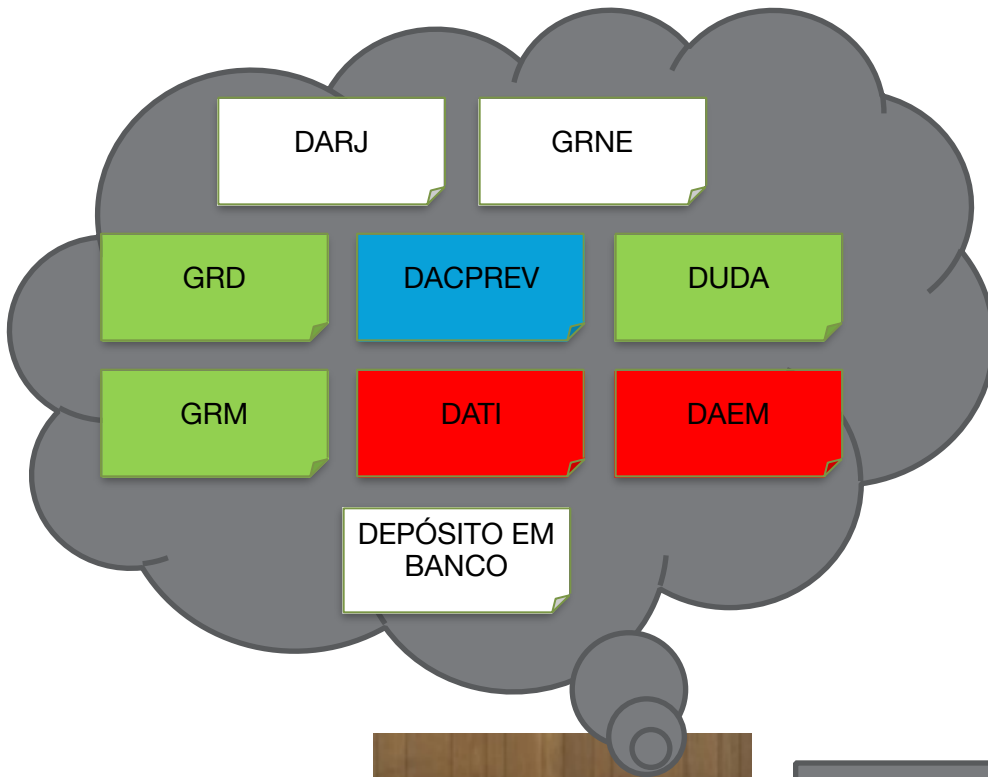 DARJ
GRNE
GRD
DACPREV
DUDA
GRM
DATI
DAEM
DEPÓSITO EM
BANCO